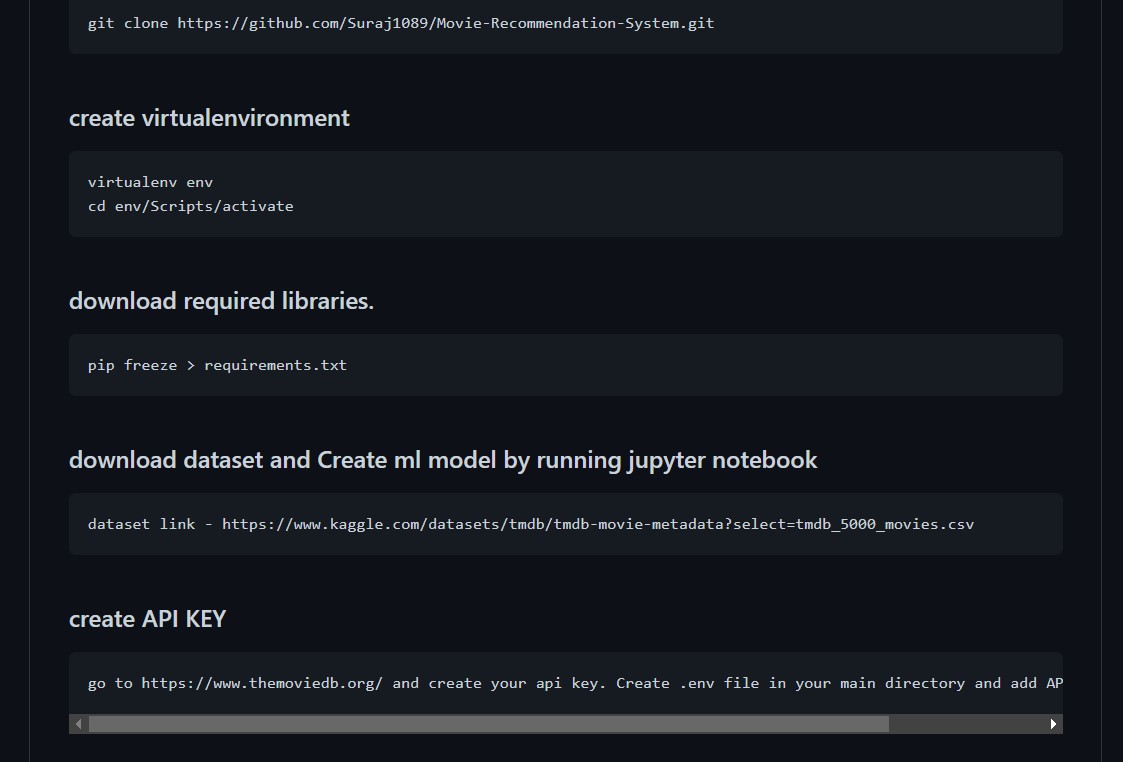 git clone https://github.com/Suraj1089/Movie-Recommendation-System.git
create virtualenvironment
virtualenv env
cd env/Scripts/activate
download required libraries.
pip freeze > requirements.txt
download dataset and Create ml model by running jupyter notebook
dataset link - https://www.kaggle.com/datasets/tmdb/tmdb-movie-metadata?select=tmdb_5000_movies.csv
create API KEY
go to https://www.themoviedb.org/ and create your api key. Create .env file in your main directory and add AP